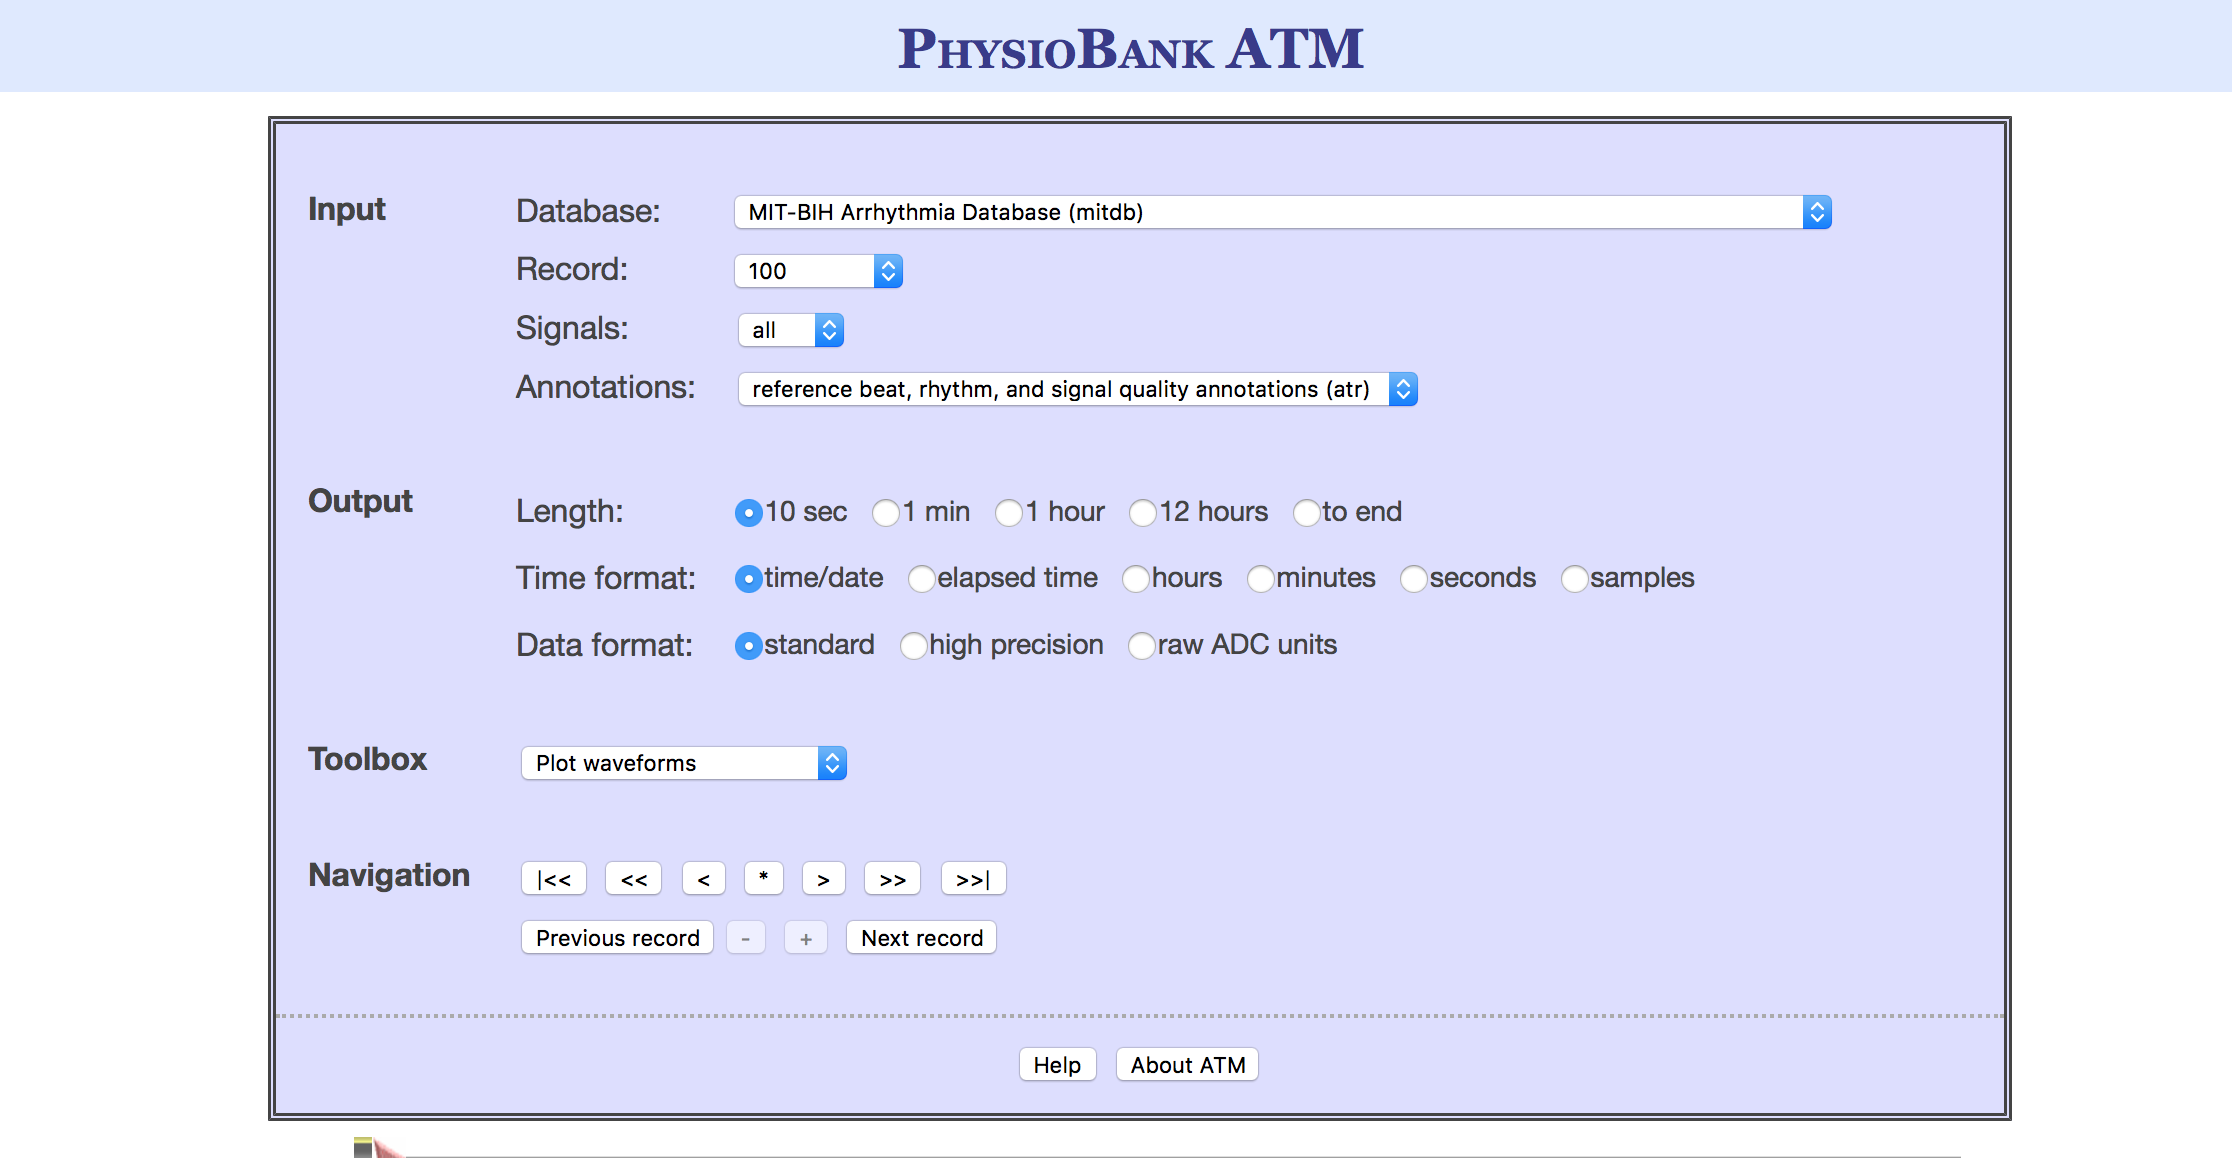 PhysioBank ATM
Input
Database: MIT-BIH Arrhythmia Database (mitdb)
Record: 100
Signals: all
Annotations: reference beat, rhythm, and signal quality annotations (atr)
Output
Length: 10 sec 1 min 1 hour 12 hours to end
Time format: time/date elapsed time hours minutes seconds samples
Data format: standard high precision raw ADC units
Toolbox Plot waveforms
Navigation |<< << < * > >> >>|
Previous record - + Next record
Help About ATM